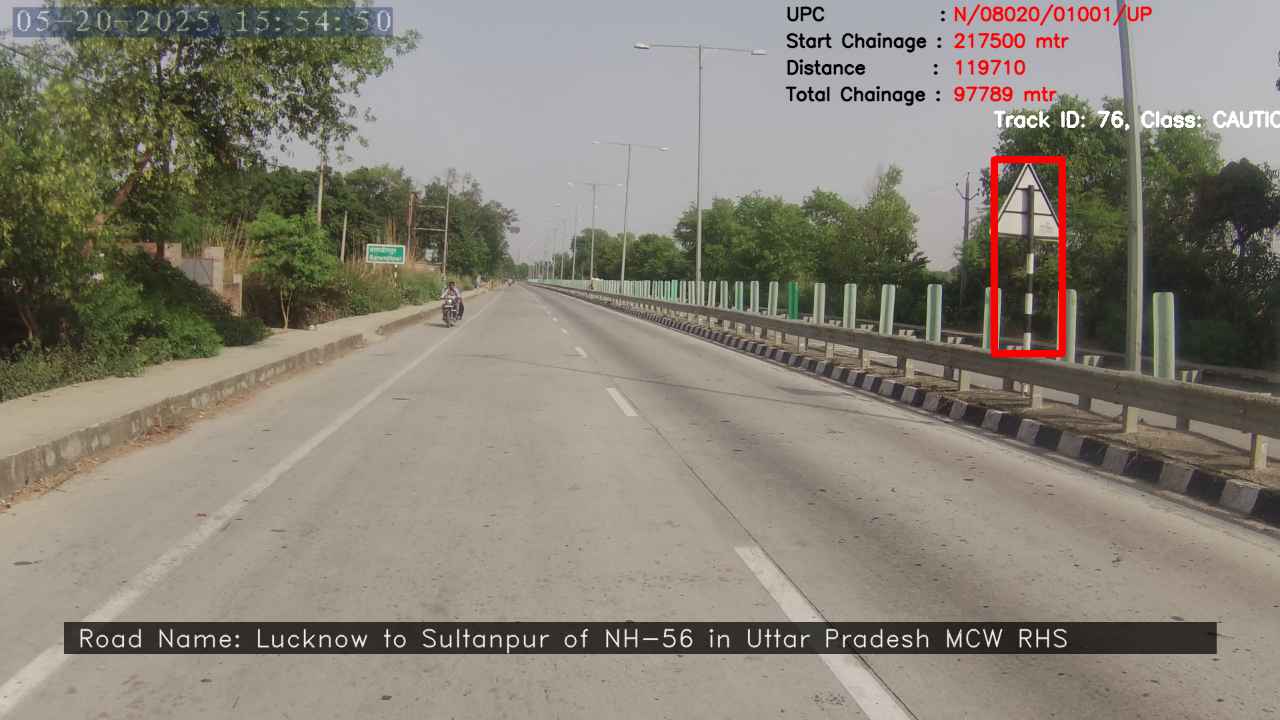 05-20-2025 15:54:50
UPC : N/08020/01001/UP
Start Chainage : 217500 mtr
Distance : 119710
Total Chainage : 97789 mtr
Track ID: 76, Class: CAUTIO
Road Name: Lucknow to Sultanpur of NH-56 in Uttar Pradesh MCW RHS